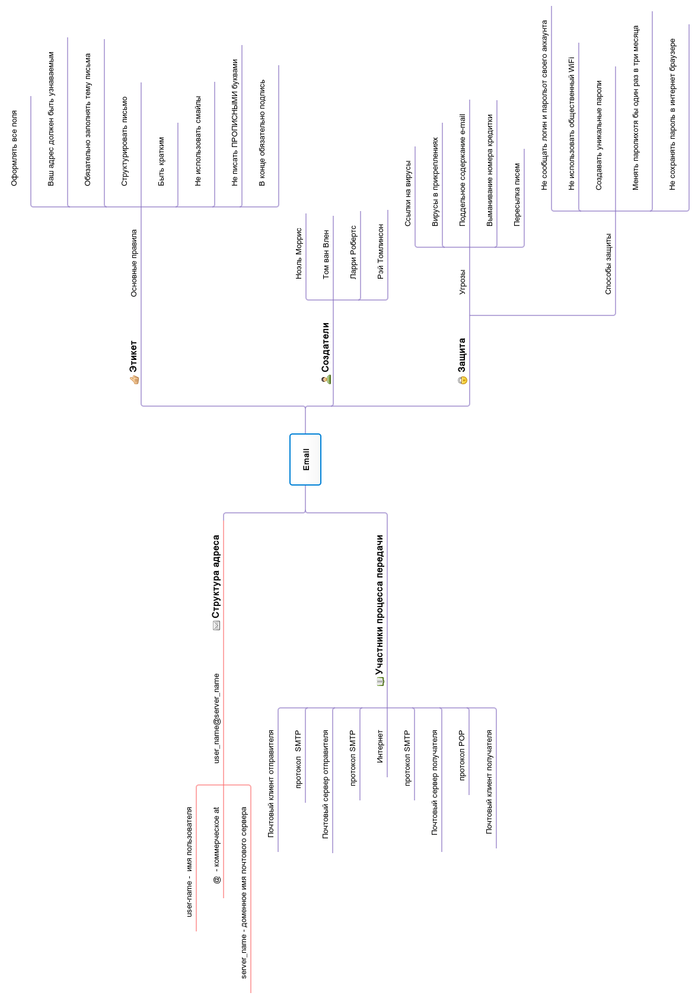 Email
Этикет
Основные правила
Оформлять все поля
Ваш адрес должен быть узнаваемым
Обязательно заполнять тему письма
Структурировать письмо
Быть кратким
Не использовать смайлы
Не писать ПРОПИСНЫМИ буквами
В конце обязательно подпись
Создатели
Ноэль Моррис
Том ван Влек
Ларри Робертс
Рэй Томлинсон
Защита
Угрозы
Ссылки на вирусы
Вирусы в прикреплениях
Поддельное содержание e-mail
Выманивание номера кредитки
Пересылка писем
Способы защиты
Не сообщать логин и парольот своего аккаунта
Не использовать общественный WiFi
Создавать уникальные пароли
Менять паролихотя бы один раз в три месяца
Не сохранять пароль в интернет браузере
Структура адреса
user_name@server_name
user-name - имя пользователя
@ - коммерческое at
server_name - доменное имя почтового сервера
Участники процесса передачи
Почтовый клиент отправителя
протокол SMTP
Почтовый сервер отправителя
протокол SMTP
Интернет
протокол SMTP
Почтовый сервер получателя
протокол POP
Почтовый клиент получателя